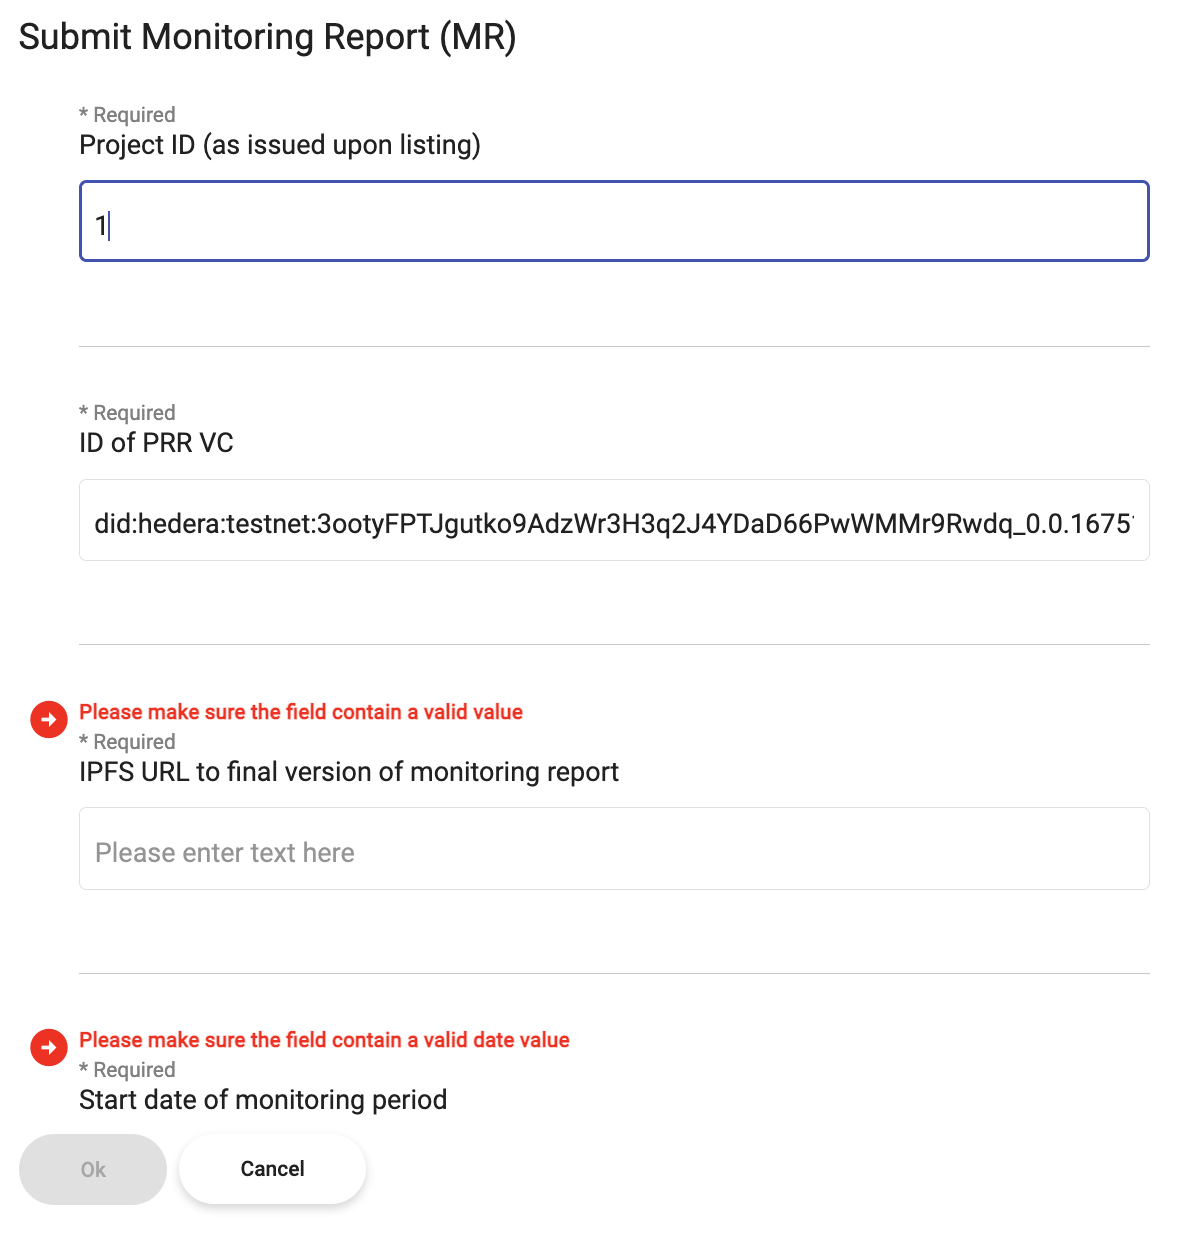 Submit Monitoring Report (MR)
* Required
Project ID (as issued upon listing)
1
* Required
ID of PRR VC
did:hedera:testnet:3ootyFPTJgutko9AdzWr3H3q2J4YDaD66PwWMMr9Rwdq_0.0.1675
Please make sure the field contain a valid value
* Required
IPFS URL to final version of monitoring report
Please enter text here
Please make sure the field contain a valid date value
* Required
Start date of monitoring period
Ok
Cancel